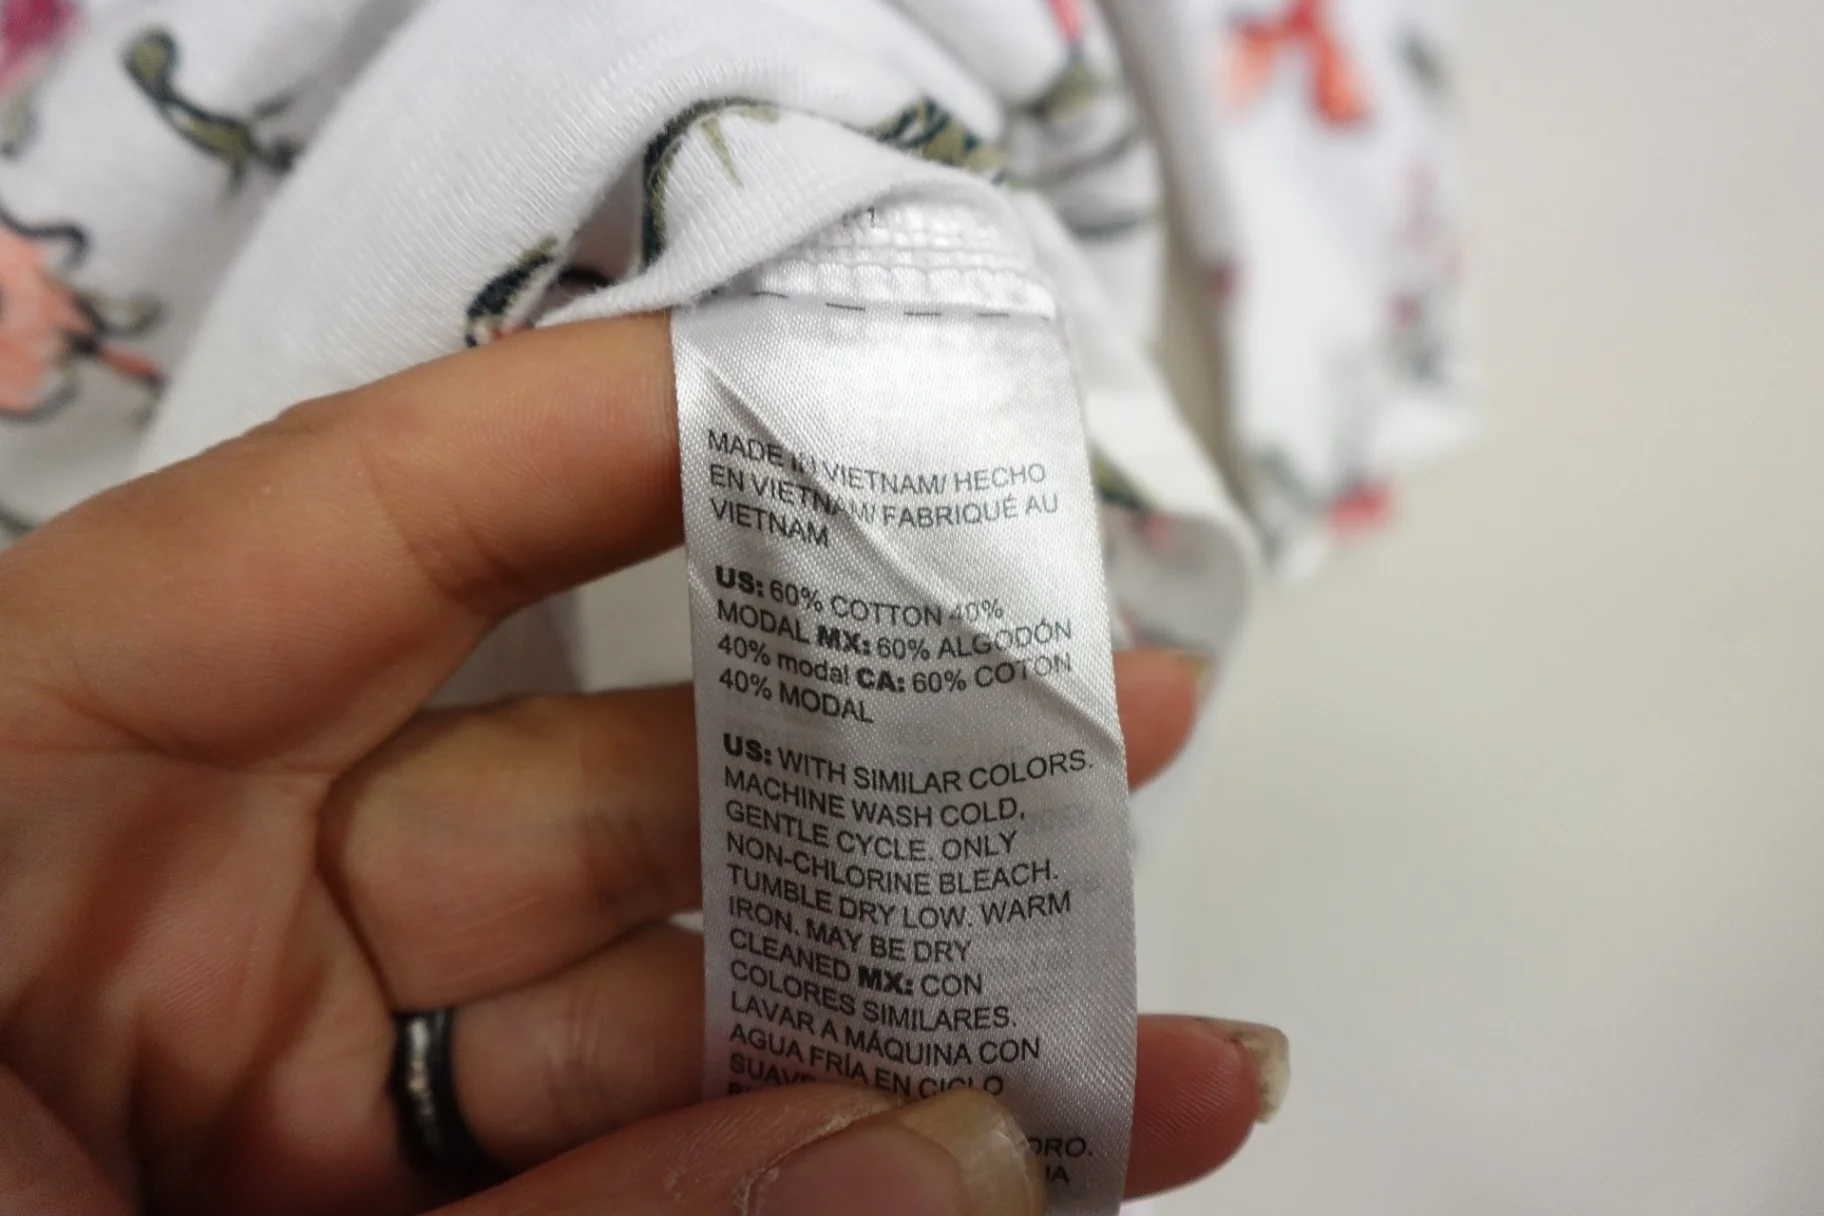 MADE IN VIETNAM/ HECHO
EN VIETNAM/ FABRIQUÉ AU
VIETNAM
US: 60% COTTON 40%
MODAL MX: 60% ALGODÓN
40% modal CA: 60% COTON
40% MODAL
US: WITH SIMILAR COLORS.
MACHINE WASH COLD,
GENTLE CYCLE. ONLY
NON-CHLORINE BLEACH.
TUMBLE DRY LOW. WARM
IRON. MAY BE DRY
CLEANED MX: CON
COLORES SIMILARES.
LAVAR A MÁQUINA CON
AGUA FRÍA EN CICLO